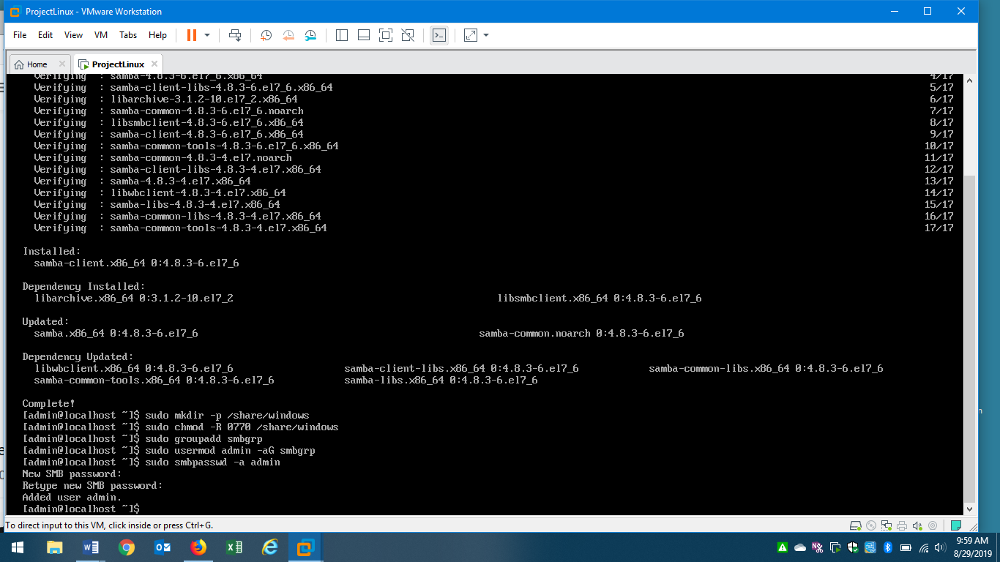 ProjectLinux - VMware Workstation
File Edit View VM Tabs Help
Home ProjectLinux
Verifying : samba-4.8.3-6.el7_6.x86_64 4/17
Verifying : samba-client-libs-4.8.3-6.el7_6.x86_64 5/17
Verifying : libarchive-3.1.2-10.el7_2.x86_64 6/17
Verifying : samba-common-4.8.3-6.el7_6.noarch 7/17
Verifying : libsmbclient-4.8.3-6.el7_6.x86_64 8/17
Verifying : samba-client-4.8.3-6.el7_6.x86_64 9/17
Verifying : samba-common-tools-4.8.3-6.el7_6.x86_64 10/17
Verifying : samba-common-4.8.3-4.el7.noarch 11/17
Verifying : samba-client-libs-4.8.3-4.el7.x86_64 12/17
Verifying : samba-4.8.3-4.el7.x86_64 13/17
Verifying : libwbclient-4.8.3-4.el7.x86_64 14/17
Verifying : samba-libs-4.8.3-4.el7.x86_64 15/17
Verifying : samba-common-libs-4.8.3-4.el7.x86_64 16/17
Verifying : samba-common-tools-4.8.3-4.el7.x86_64 17/17
Installed:
samba-client.x86_64 0:4.8.3-6.el7_6
Dependency Installed:
libarchive.x86_64 0:3.1.2-10.el7_2 libsmbclient.x86_64 0:4.8.3-6.el7_6
Updated:
samba.x86_64 0:4.8.3-6.el7_6 samba-common.noarch 0:4.8.3-6.el7_6
Dependency Updated:
libwbclient.x86_64 0:4.8.3-6.el7_6 samba-client-libs.x86_64 0:4.8.3-6.el7_6 samba-common-libs.x86_64 0:4.8.3-6.el7_6
samba-common-tools.x86_64 0:4.8.3-6.el7_6 samba-libs.x86_64 0:4.8.3-6.el7_6
Complete!
[admin@localhost ~]$ sudo mkdir -p /share/windows
[admin@localhost ~]$ sudo chmod -R 0770 /share/windows
[admin@localhost ~]$ sudo groupadd smbgrp
[admin@localhost ~]$ sudo usermod admin -aG smbgrp
[admin@localhost ~]$ sudo smbpasswd -a admin
New SMB password:
Retype new SMB password:
Added user admin.
[admin@localhost ~]$
To direct input to this VM, click inside or press Ctrl+G.
9:59 AM
8/29/2019